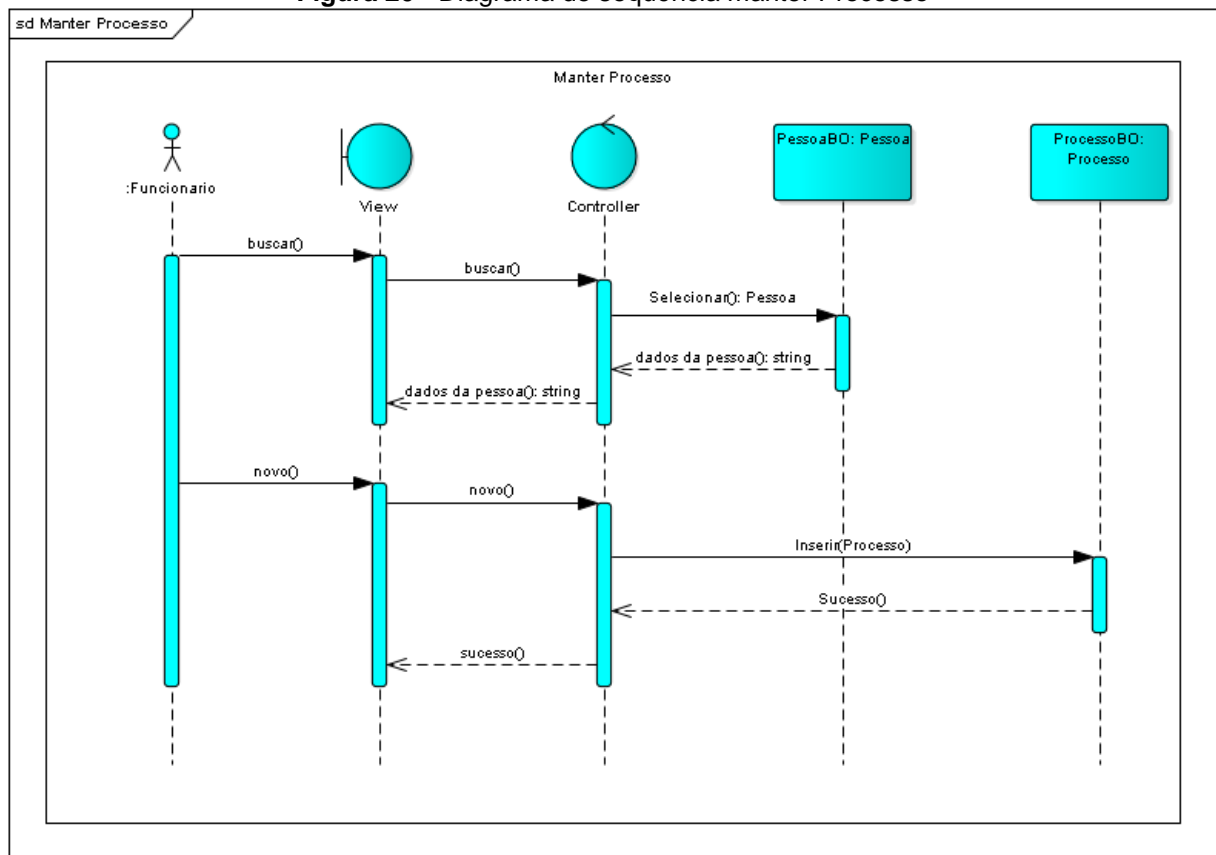 sd Manter Processo
Manter Processo
:Funcionario
View
Controller
PessoaBO: Pessoa
ProcessoBO:
Processo
buscar()
buscar()
Selecionar(): Pessoa
dados da pessoa(): string
dados da pessoa(): string
novo()
novo()
Inserir(Processo)
Sucesso()
sucesso()